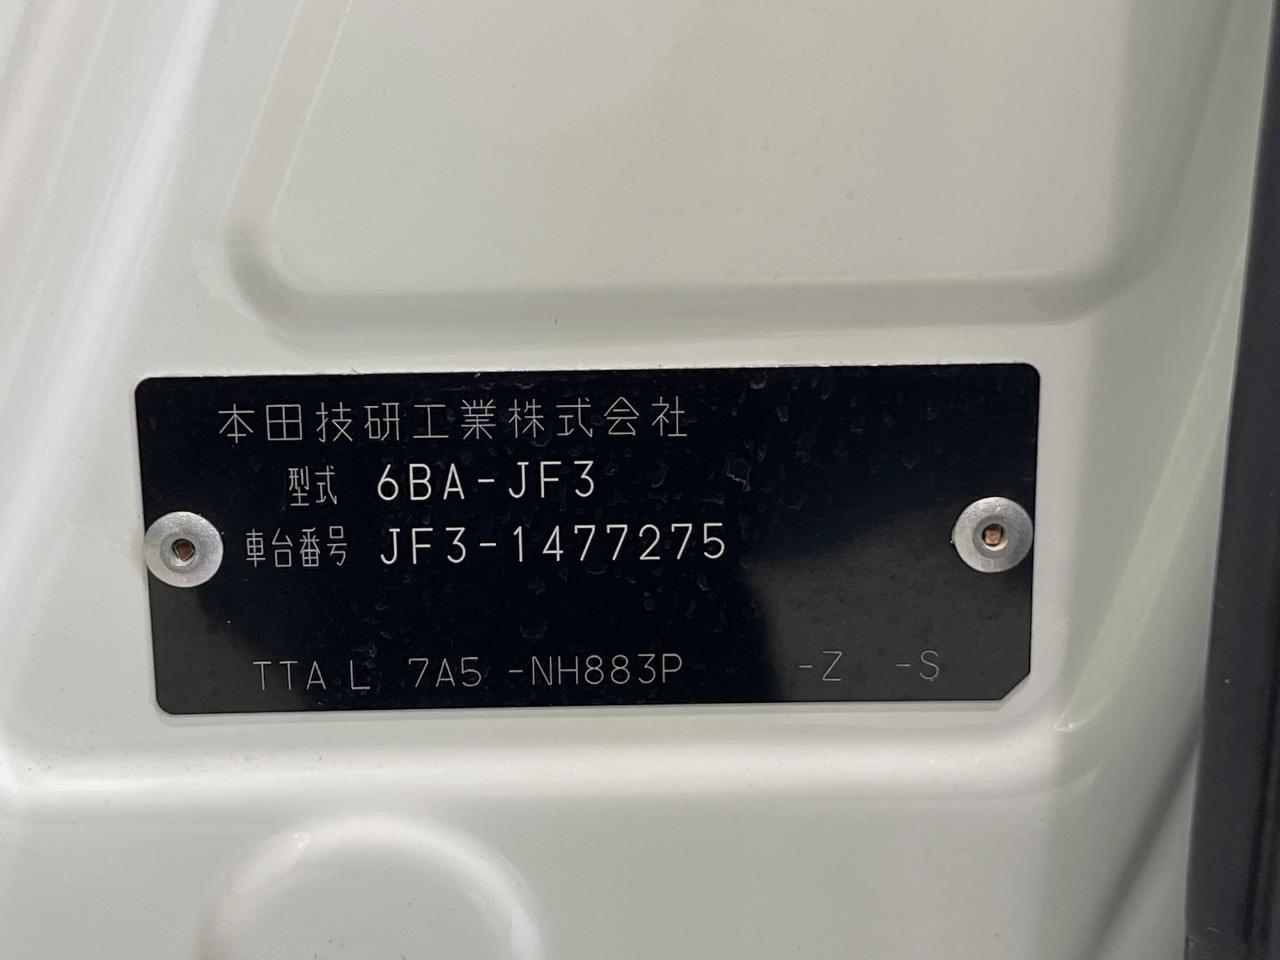 本田技研工業株式会社
型式 6BA-JF3
車台番号 JF3-1477275
TTA L 7A5 -NH883P -Z -S